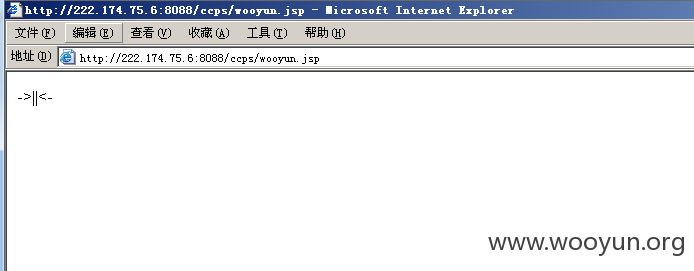 http://222.174.75.6:8088/ccps/wooyun.jsp - Microsoft Internet Explorer
文件(F) 编辑(E) 查看(V) 收藏(A) 工具(T) 帮助(H)
地址(D) http://222.174.75.6:8088/ccps/wooyun.jsp
->||<-
www.wooyun.org